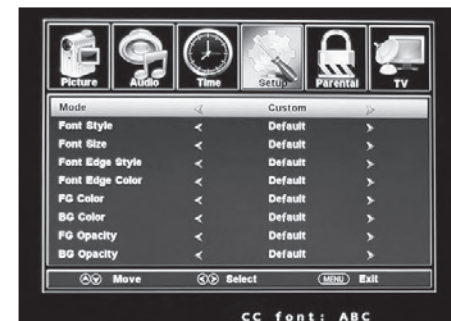 Picture Audio Time Setup Parental TV
Mode Custom
Font Style Default
Font Size Default
Font Edge Style Default
Font Edge Color Default
FG Color Default
BG Color Default
FG Opacity Default
BG Opacity Default
Move Select MENU Exit
CC font: ABC